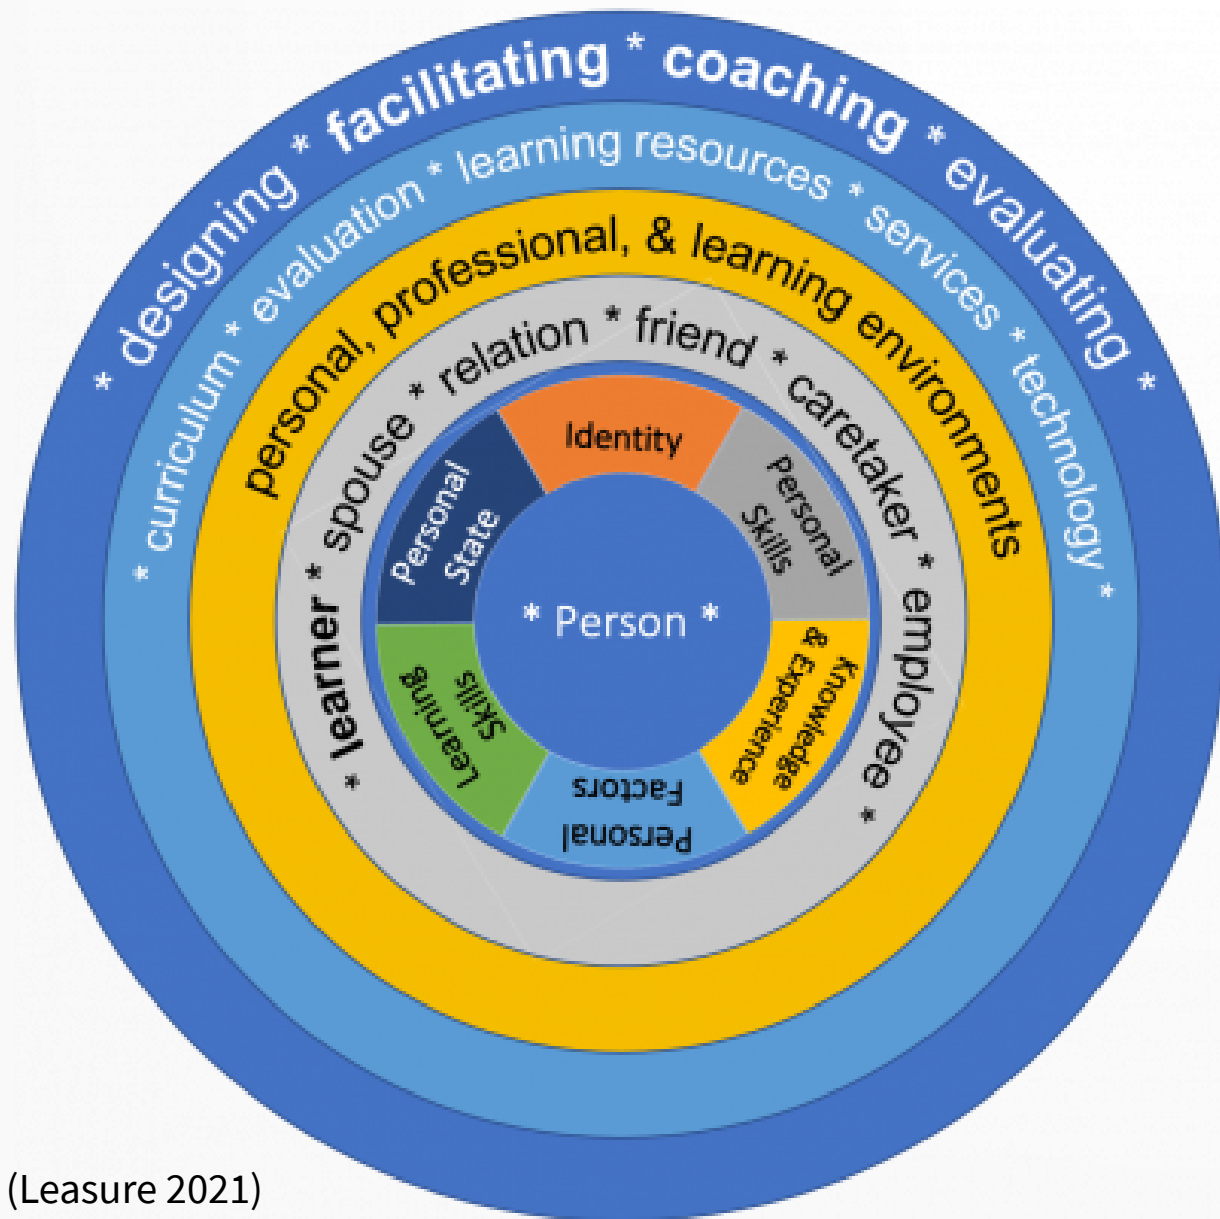 * designing * facilitating * coaching * evaluating *
* curriculum * evaluation * learning resources * services * technology *
personal, professional, & learning environments
* learner * spouse * relation * friend * caretaker * employee *
Identity
Personal
Skills
Knowledge
& Experience
Personal
Factors
Learning
Skills
Personal
State
* Person *
(Leasure 2021)